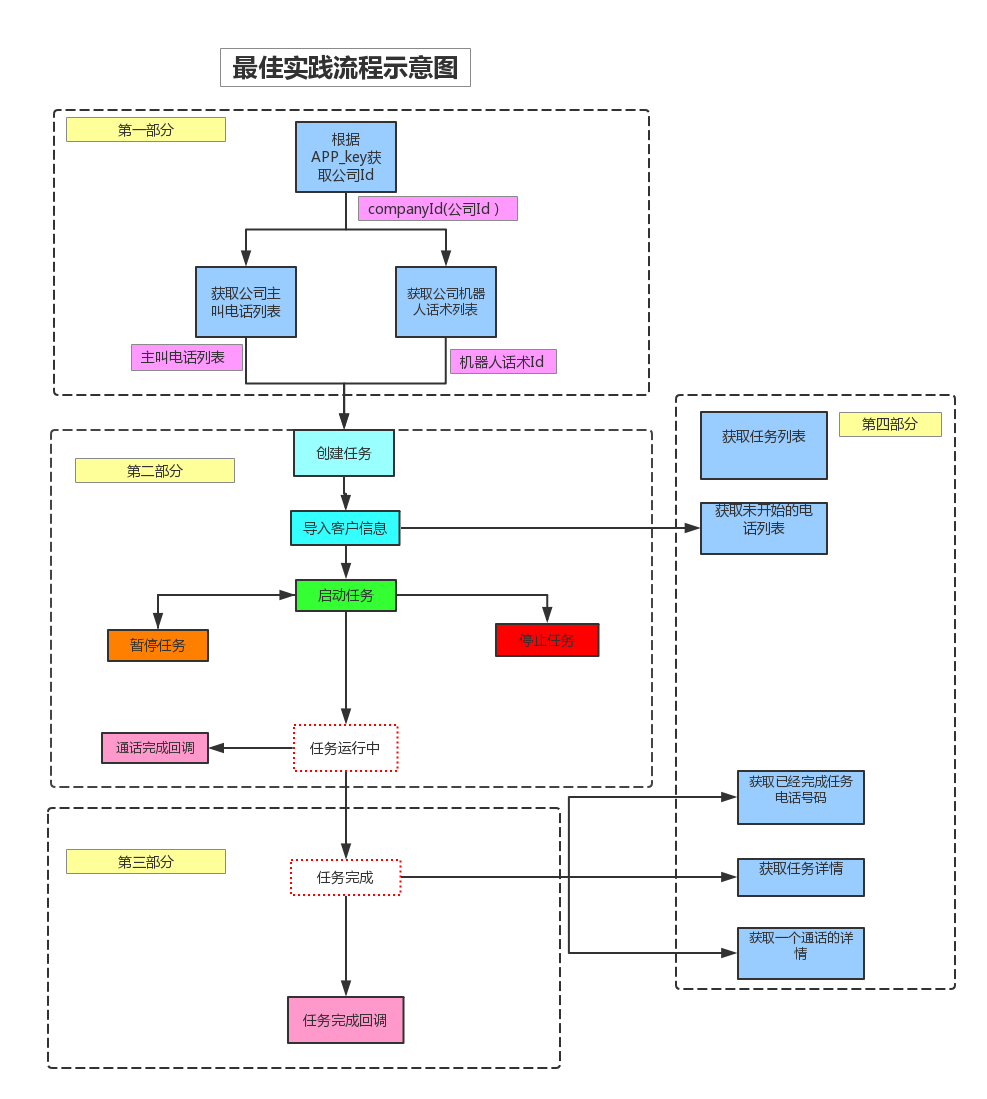 最佳实践流程示意图
第一部分
根据
APP_key获
取公司Id
companyId(公司Id )
获取公司主
叫电话列表
获取公司机器
人话术列表
主叫电话列表
机器人话术Id
第二部分
创建任务
导入客户信息
启动任务
暂停任务
停止任务
通话完成回调
任务运行中
第三部分
任务完成
任务完成回调
第四部分
获取任务列表
获取未开始的电
话列表
获取已经完成任务
电话号码
获取任务详情
获取一个通话的详
情